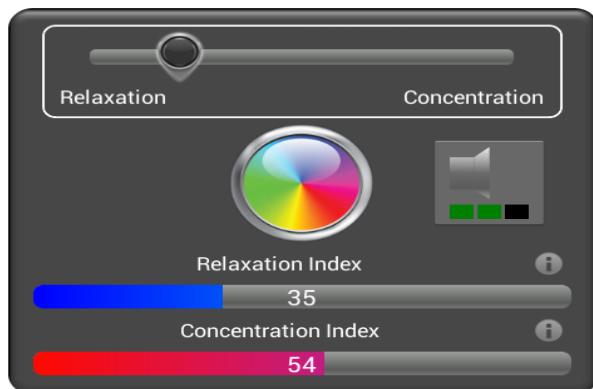 Relaxation Concentration
Relaxation Index
35
Concentration Index
54